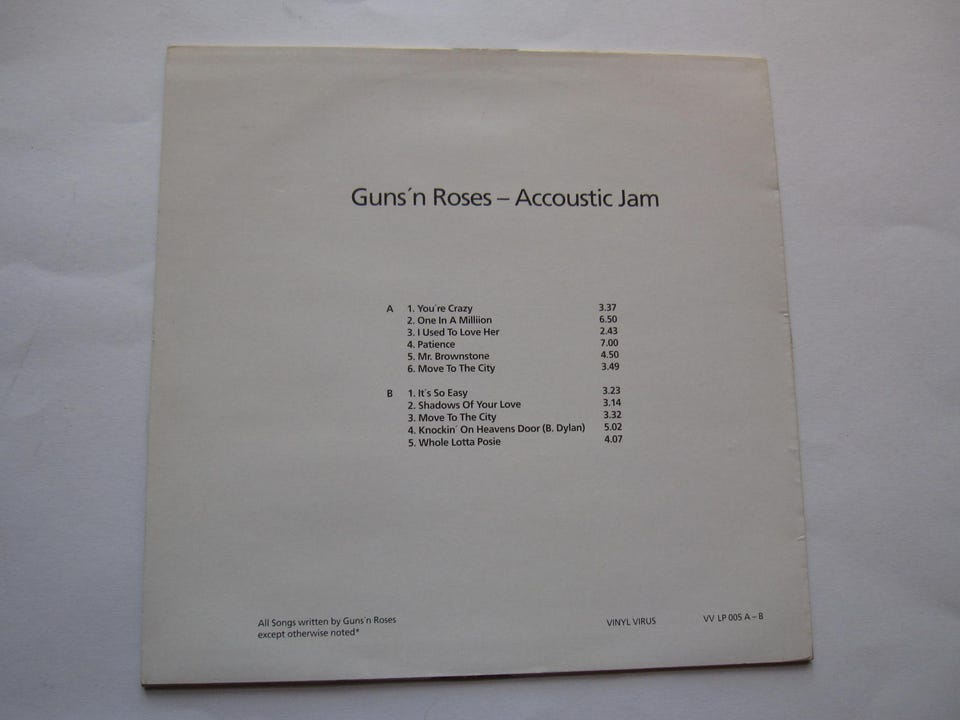 Guns´n Roses – Accoustic Jam
A 1. You´re Crazy 3.37
2. One In A Milliion 6.50
3. I Used To Love Her 2.43
4. Patience 7.00
5. Mr. Brownstone 4.50
6. Move To The City 3.49
B 1. It´s So Easy 3.23
2. Shadows Of Your Love 3.14
3. Move To The City 3.32
4. Knockin´ On Heavens Door (B. Dylan) 5.02
5. Whole Lotta Posie 4.07
All Songs written by Guns´n Roses
except otherwise noted*
VINYL VIRUS VV LP 005 A – B